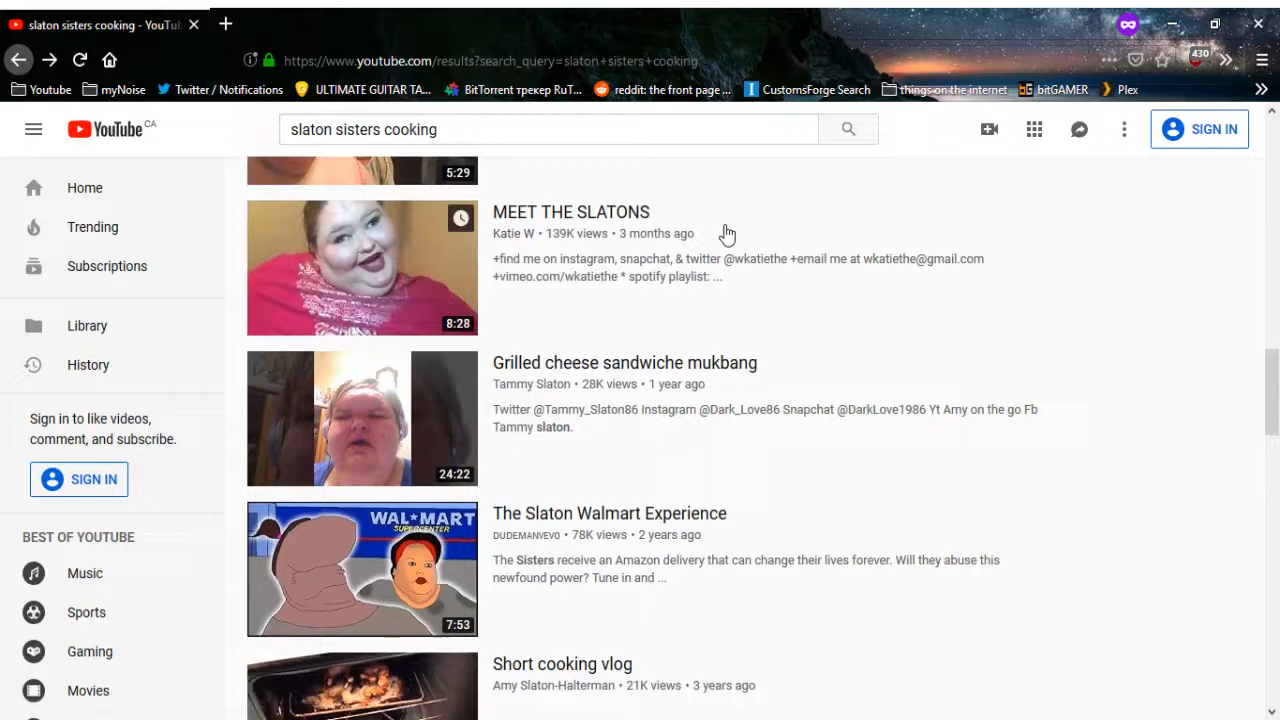 slaton sisters cooking - YouTu
https://www.youtube.com/results?search_query=slaton+sisters+cooking
430
Youtube
myNoise
Twitter / Notifications
ULTIMATE GUITAR TA...
BitTorrent трекер RuT...
reddit: the front page ...
CustomsForge Search
things on the internet
bG
bitGAMER
Plex
YouTube CA
slaton sisters cooking
SIGN IN
Home
Trending
Subscriptions
Library
History
Sign in to like videos,
comment, and subscribe.
SIGN IN
BEST OF YOUTUBE
Music
Sports
Gaming
Movies
5:29
MEET THE SLATONS
Katie W • 139K views • 3 months ago
+find me on instagram, snapchat, & twitter @wkatiethe +email me at wkatiethe@gmail.com
+vimeo.com/wkatiethe * spotify playlist: ...
8:28
Grilled cheese sandwiche mukbang
Tammy Slaton • 28K views • 1 year ago
Twitter @Tammy_Slaton86 Instagram @Dark_Love86 Snapchat @DarkLove1986 Yt Amy on the go Fb
Tammy slaton.
24:22
The Slaton Walmart Experience
DUDEMANVEVO • 78K views • 2 years ago
The Sisters receive an Amazon delivery that can change their lives forever. Will they abuse this
newfound power? Tune in and ...
WAL★MART
SUPERCENTER
7:53
Short cooking vlog
Amy Slaton-Halterman • 21K views • 3 years ago